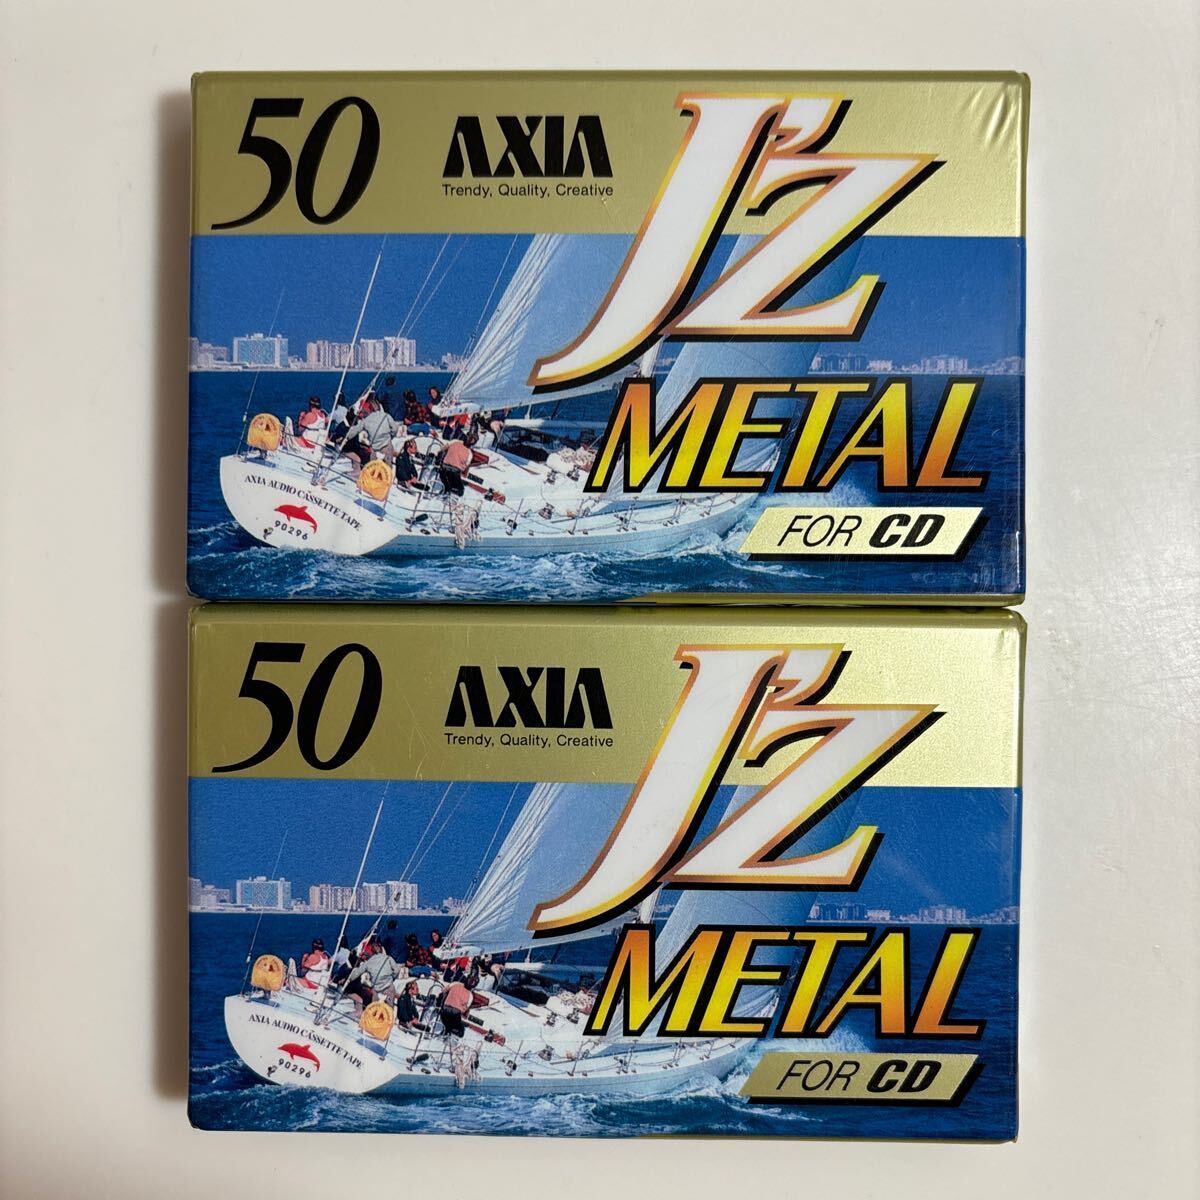 50
AXIA
Trendy, Quality, Creative
J'Z
METAL
FOR CD
AXIA AUDIO CASSETTE TAPE
90296
50
AXIA
Trendy, Quality, Creative
J'Z
METAL
FOR CD
AXIA AUDIO CASSETTE TAPE
90296